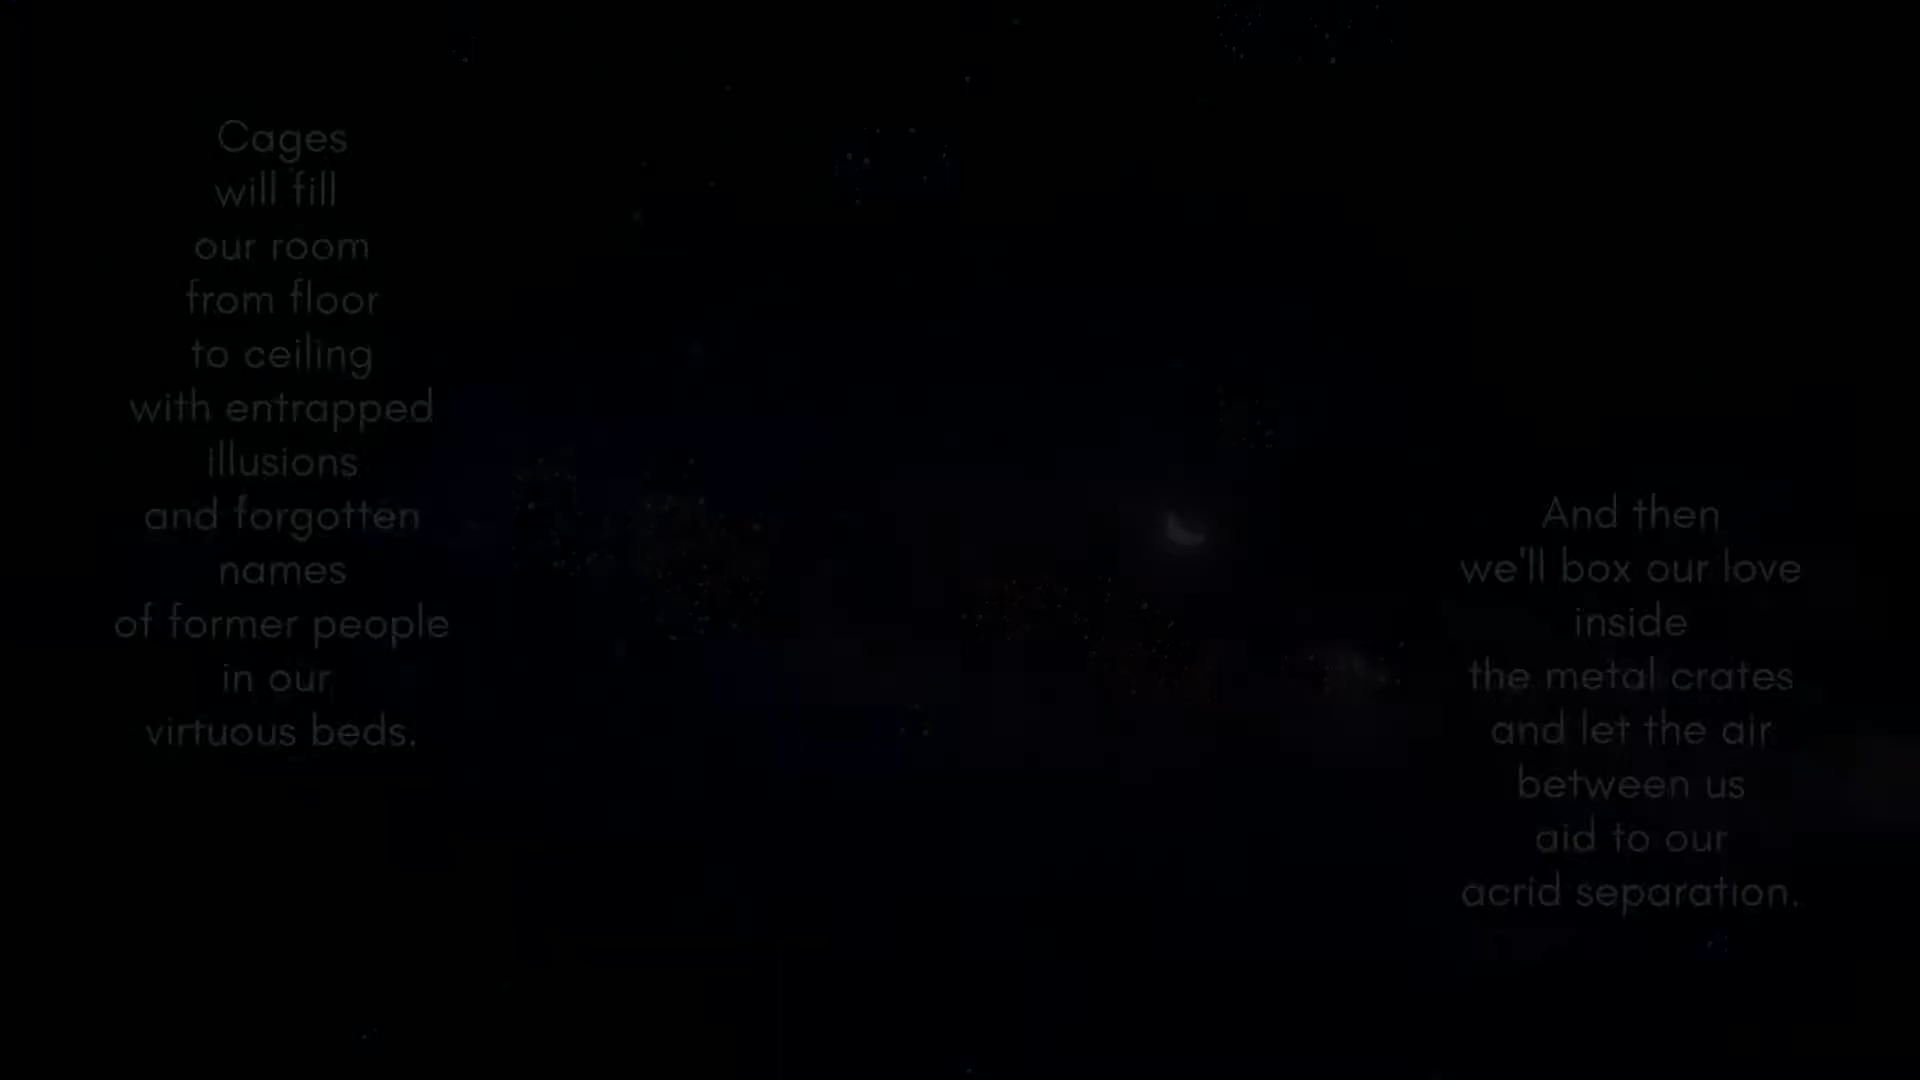 Cages
will fill
our room
from floor
to ceiling
with entrapped
illusions
and forgotten
names
of former people
in our
virtuous beds.
And then
we'll box our love
inside
the metal crates
and let the air
between us
aid to our
acrid separation.